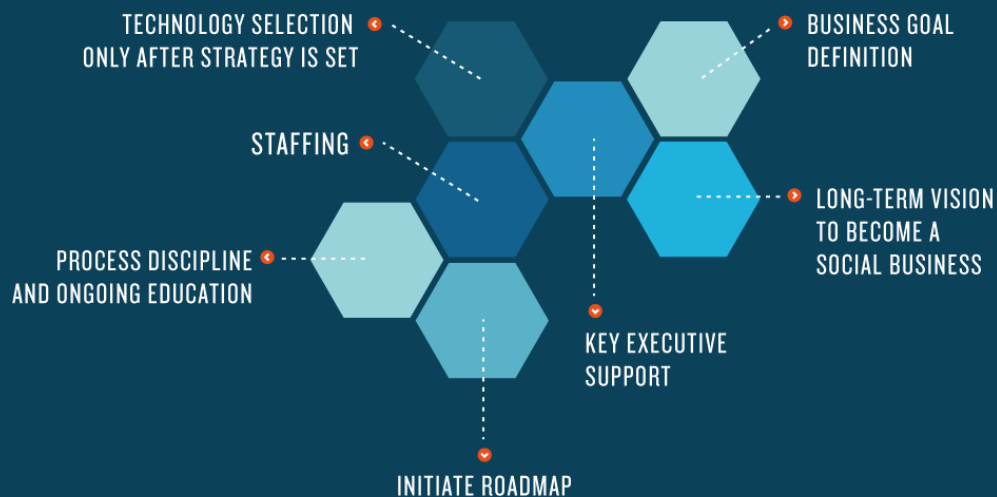 TECHNOLOGY SELECTION
ONLY AFTER STRATEGY IS SET
BUSINESS GOAL
DEFINITION
STAFFING
LONG-TERM VISION
TO BECOME A
SOCIAL BUSINESS
PROCESS DISCIPLINE
AND ONGOING EDUCATION
KEY EXECUTIVE
SUPPORT
INITIATE ROADMAP